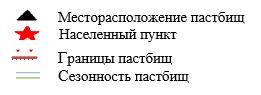 Месторасположение пастбищ
Населенный пункт
Границы пастбищ
Сезонность пастбищ